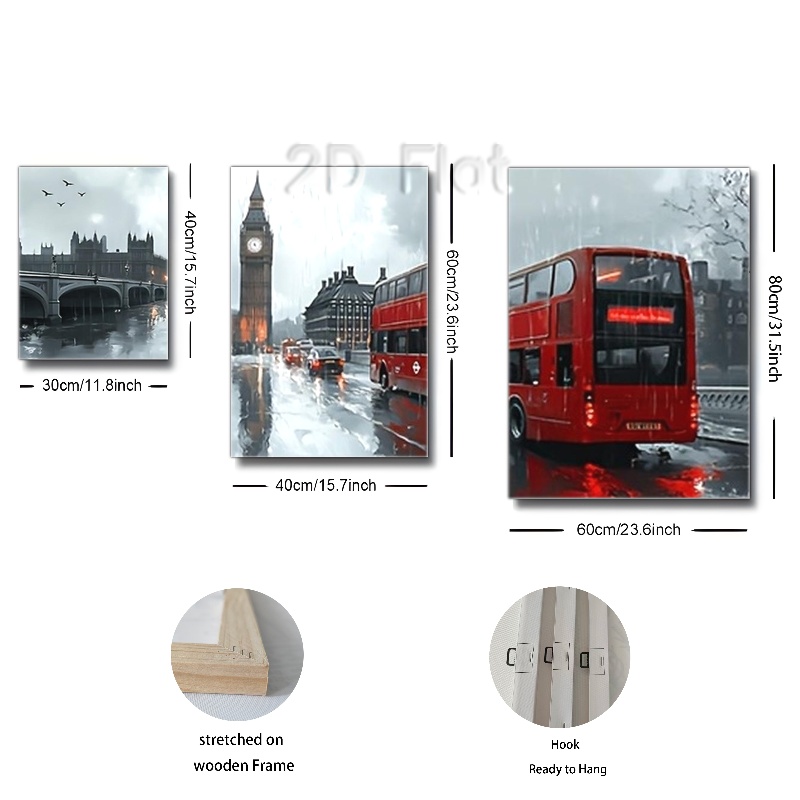 2D Flat
40cm/15.7inch
30cm/11.8inch
60cm/23.6inch
40cm/15.7inch
80cm/31.5inch
60cm/23.6inch
stretched on
wooden Frame
Hook
Ready to Hang